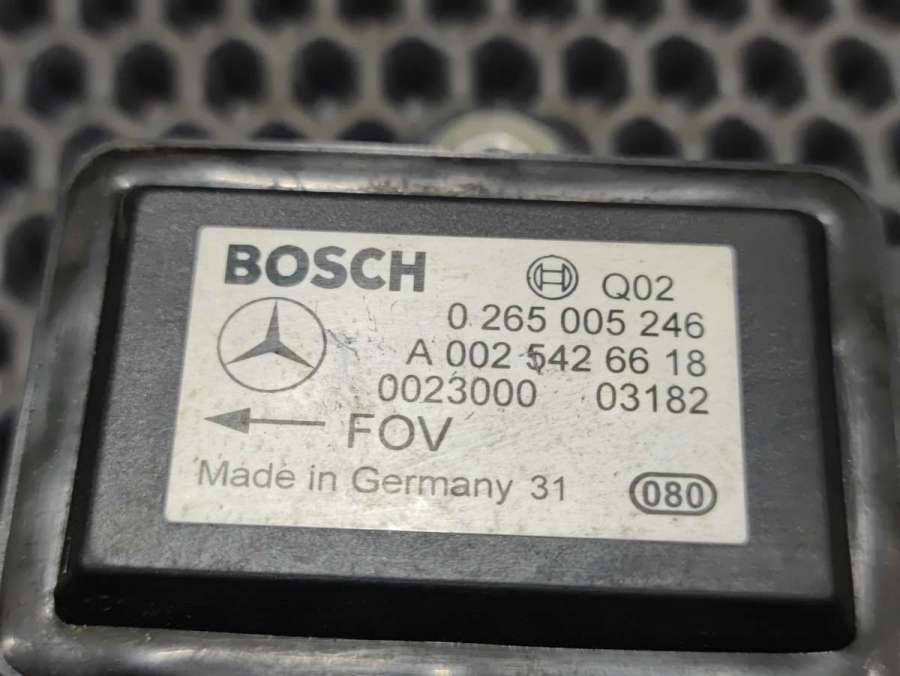 BOSCH
Q02
0 265 005 246
A 002 542 66 18
0023000 03182
FOV
Made in Germany 31
080